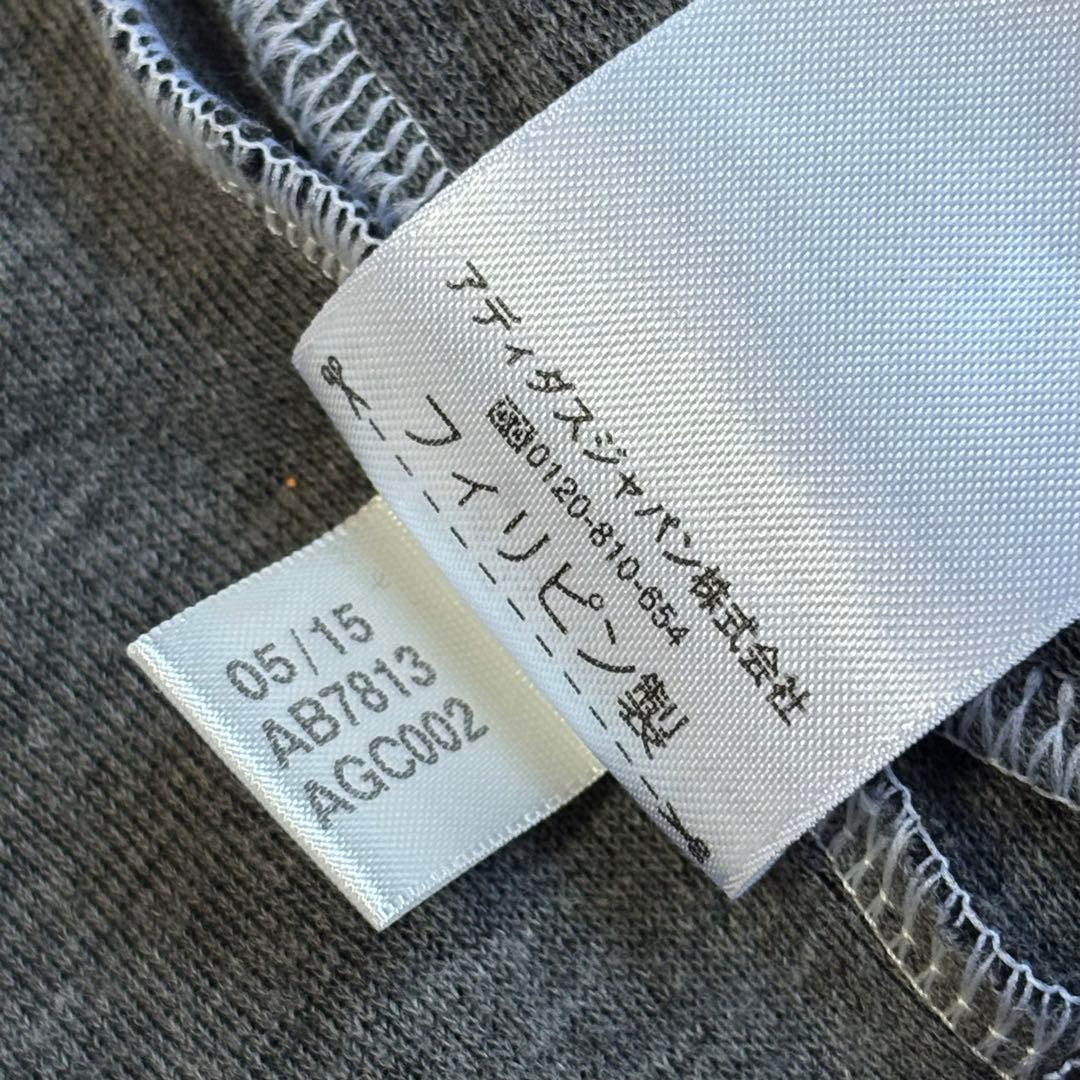 アディダスジャパン株式会社
0120-810-654
フィリピン製
05/15
AB7813
AGC002